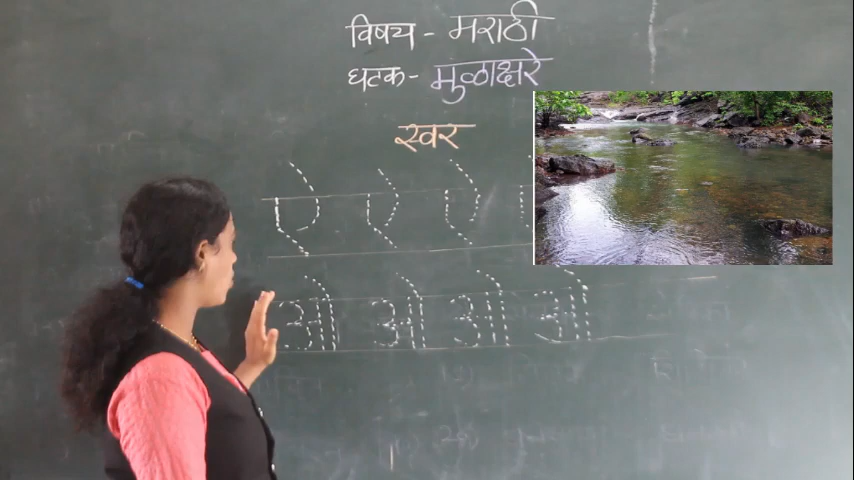 विषय - मराठी
घटक - मुळाक्षरे
स्वर
ऐ ऐ ऐ
ओ ओ ओ ओ